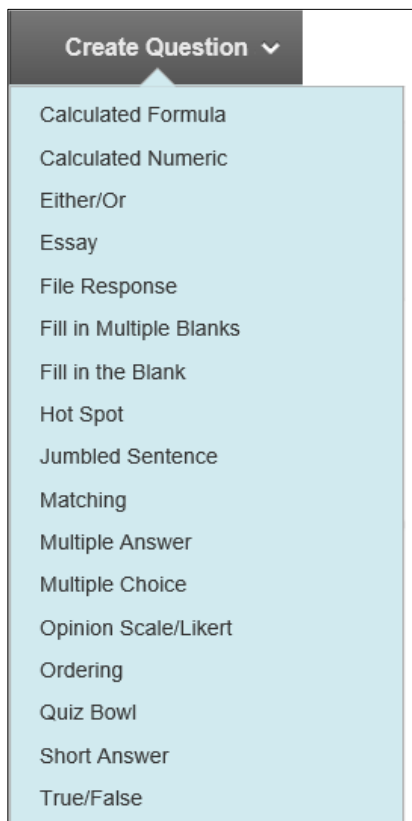 Create Question
Calculated Formula
Calculated Numeric
Either/Or
Essay
File Response
Fill in Multiple Blanks
Fill in the Blank
Hot Spot
Jumbled Sentence
Matching
Multiple Answer
Multiple Choice
Opinion Scale/Likert
Ordering
Quiz Bowl
Short Answer
True/False